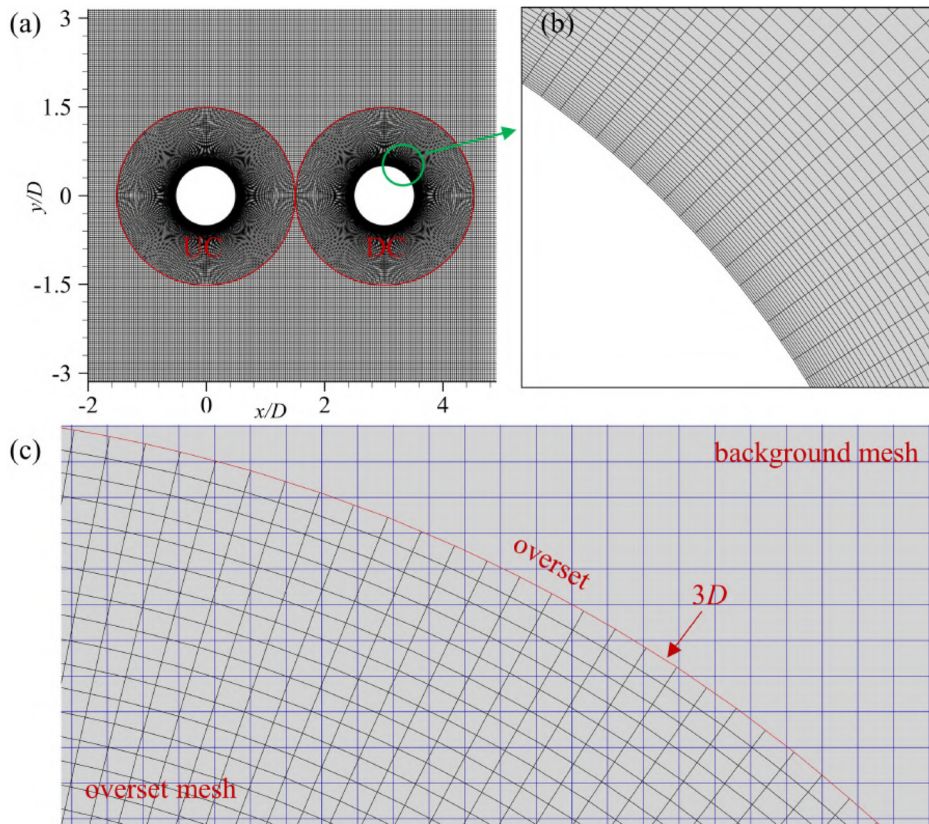 (a)
3
1.5
0
-1.5
-3
y/D
-2
0
2
4
x/D
UC
DC
(b)
(c)
background mesh
overset
3D
overset mesh